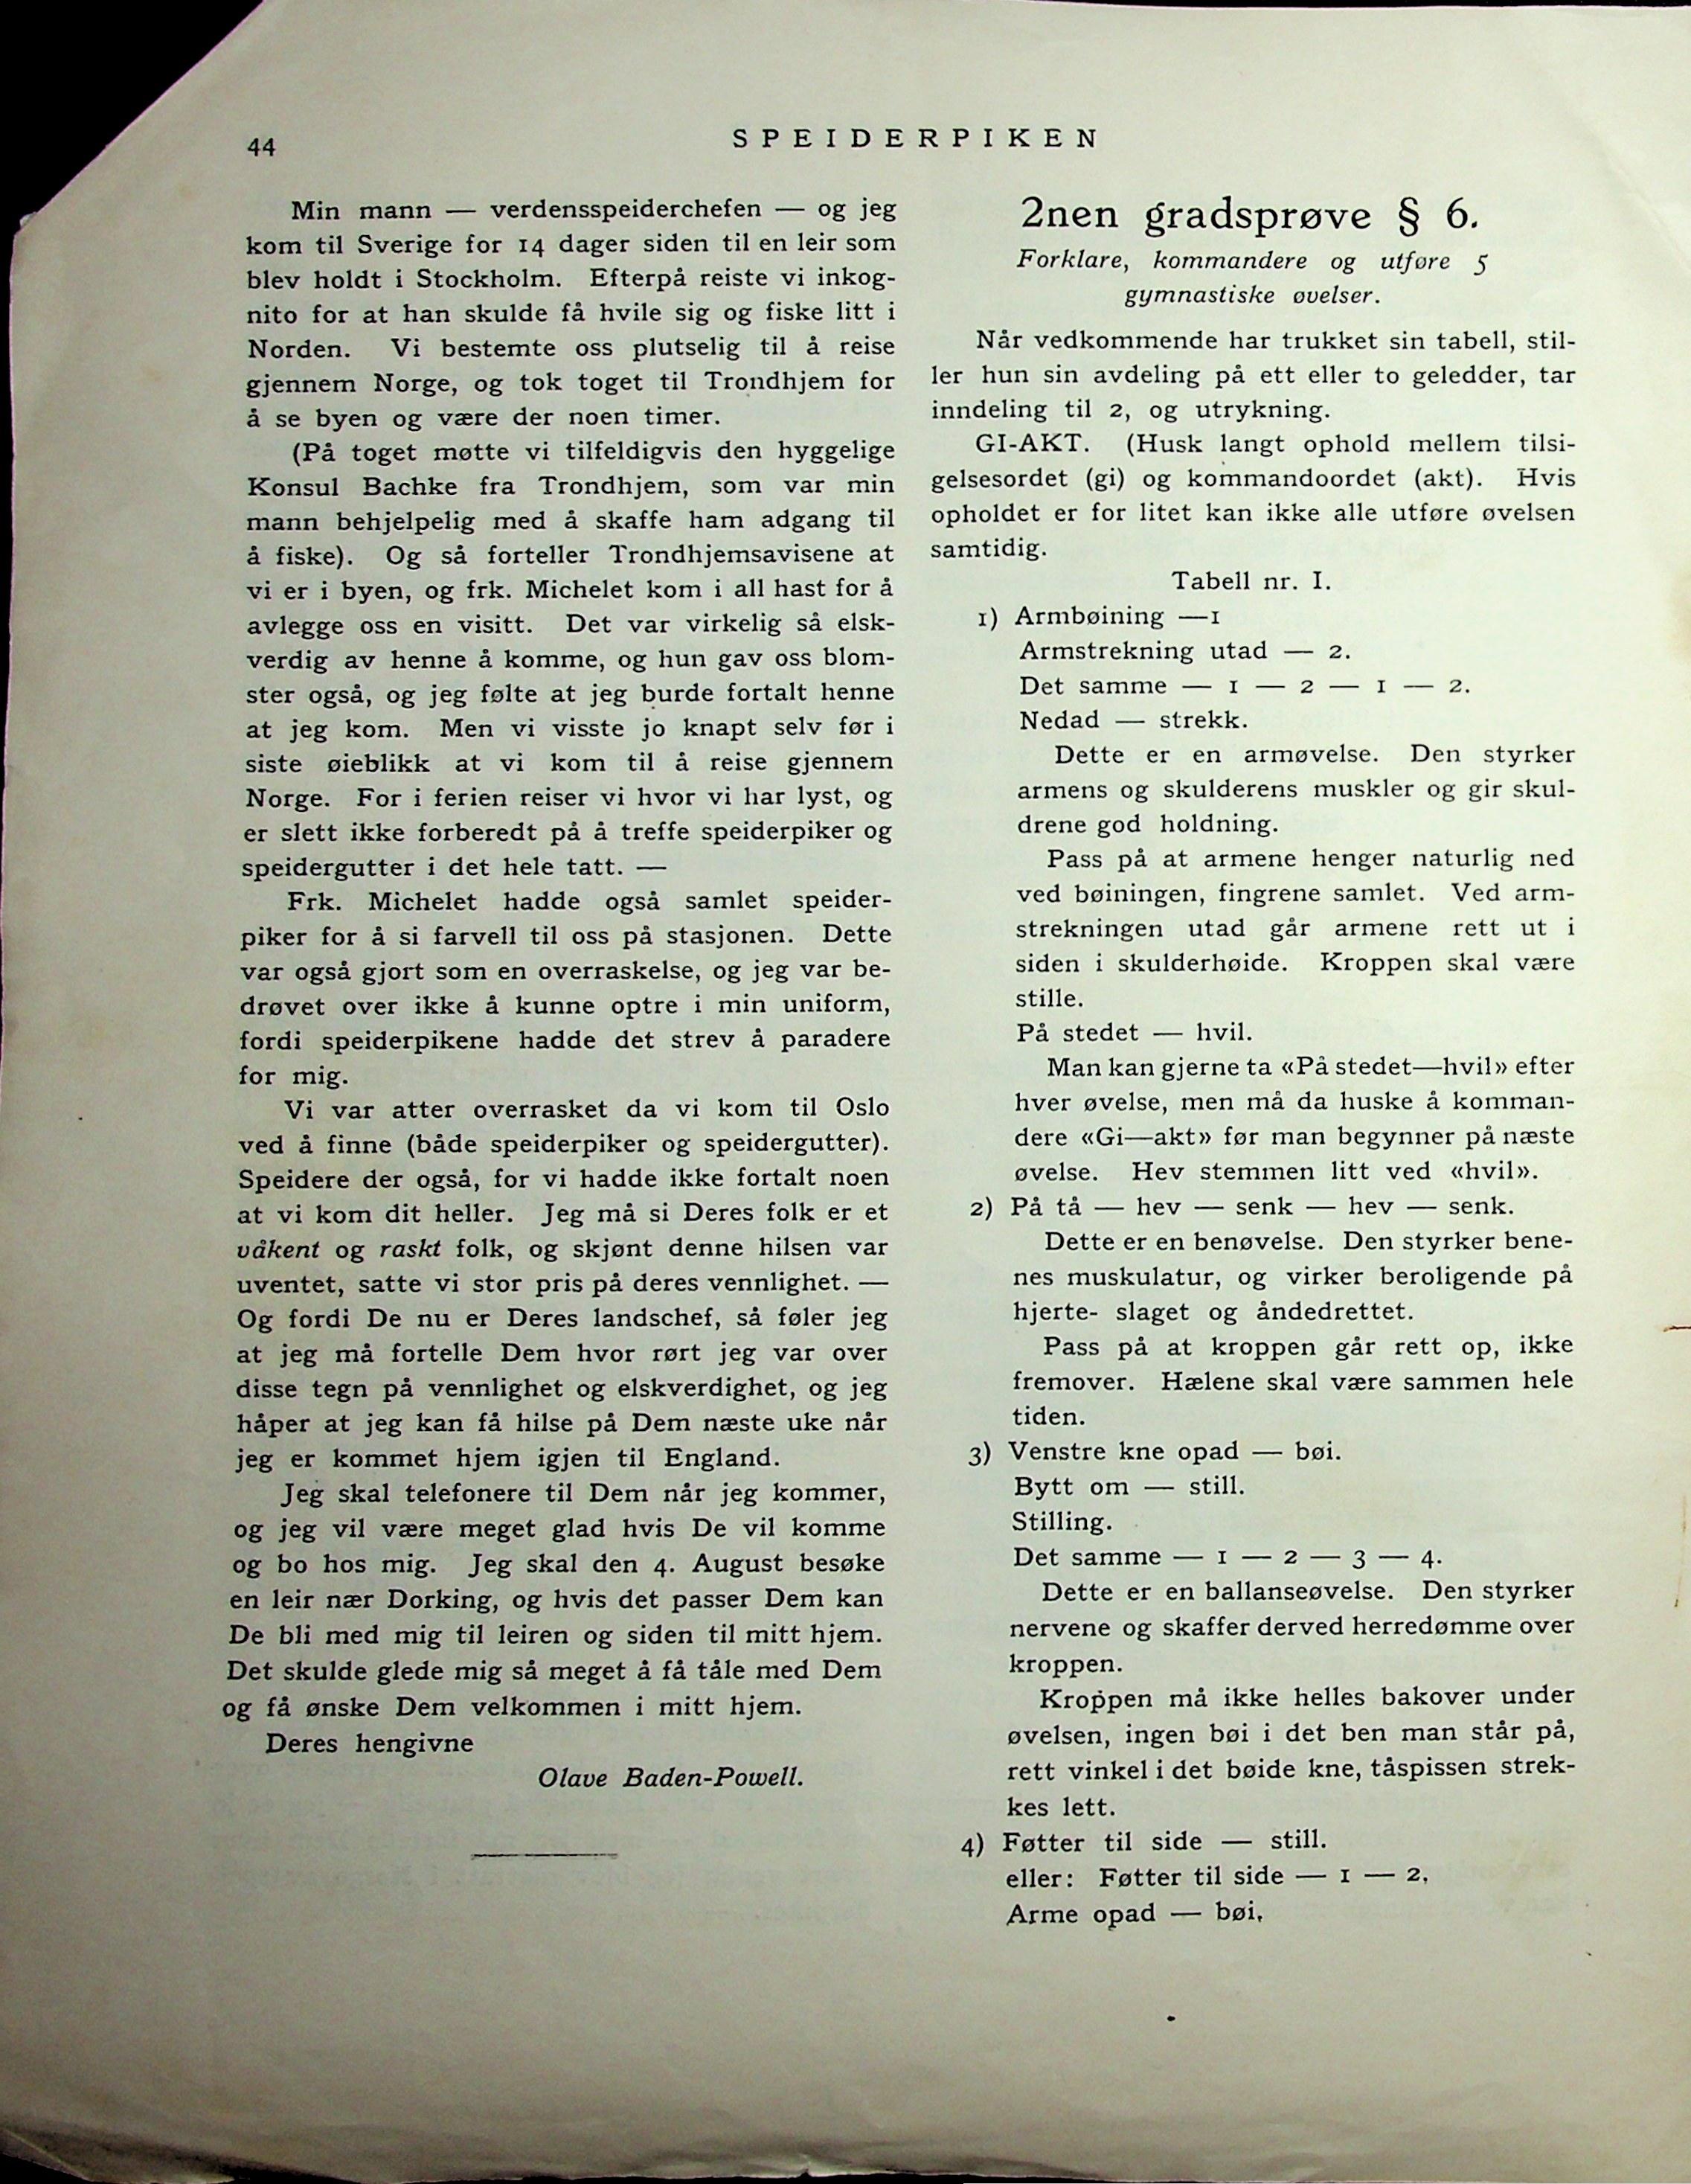 44
SPEIDERPIKEN
Min mann — verdensspeiderchefen — og jeg
kom til Sverige for 14 dager siden til en leir som
blev holdt i Stockholm. Efterpå reiste vi inkog-
nito for at han skulde få hvile sig og fiske litt i
Norden. Vi bestemte oss plutselig til å reise
gjennem Norge, og tok toget til Trondhjem for
å se byen og være der noen timer.
(På toget møtte vi tilfeldigvis den hyggelige
Konsul Bachke fra Trondhjem, som var min
mann behjelpelig med å skaffe ham adgang til
å fiske). Og så forteller Trondhjemsavisene at
vi er i byen, og frk. Michelet kom i all hast for å
avlegge oss en visitt. Det var virkelig så elsk-
verdig av henne å komme, og hun gav oss blom-
ster også, og jeg følte at jeg burde fortalt henne
at jeg kom. Men vi visste jo knapt selv før i
siste øieblikk at vi kom til å reise gjennem
Norge. For i ferien reiser vi hvor vi har lyst, og
er slett ikke forberedt på å treffe speiderpiker og
speidergutter i det hele tatt. —
Frk. Michelet hadde også samlet speider-
piker for å si farvell til oss på stasjonen. Dette
var også gjort som en overraskelse, og jeg var be-
drøvet over ikke å kunne optre i min uniform,
fordi speiderpikene hadde det strev å paradere
for mig.
Vi var atter overrasket da vi kom til Oslo
ved å finne (både speiderpiker og speidergutter).
Speidere der også, for vi hadde ikke fortalt noen
at vi kom dit heller. Jeg må si Deres folk er et
våkent og raskt folk, og skjønt denne hilsen var
uventet, satte vi stor pris på deres vennlighet. —
Og fordi De nu er Deres landschef, så føler jeg
at jeg må fortelle Dem hvor rørt jeg var over
disse tegn på vennlighet og elskverdighet, og jeg
håper at jeg kan få hilse på Dem næste uke når
jeg er kommet hjem igjen til England.
Jeg skal telefonere til Dem når jeg kommer,
og jeg vil være meget glad hvis De vil komme
og bo hos mig. Jeg skal den 4. August besøke
en leir nær Dorking, og hvis det passer Dem kan
De bli med mig til leiren og siden til mitt hjem.
Det skulde glede mig så meget å få tåle med Dem
og få ønske Dem velkommen i mitt hjem.
Deres hengivne
Olave Baden-Powell.
2nen gradsprøve § 6.
Forklare, kommandere og utføre 5
gymnastiske øvelser.
Når vedkommende har trukket sin tabell, stil-
ler hun sin avdeling på ett eller to geledder, tar
inndeling til 2, og utrykning.
GI-AKT. (Husk langt ophold mellem tilsi-
gelsesordet (gi) og kommandoordet (akt). Hvis
opholdet er for litet kan ikke alle utføre øvelsen
samtidig.
Tabell nr. I.
1) Armbøining —1
Armstrekning utad — 2.
Det samme — 1 — 2 — 1 — 2.
Nedad — strekk.
Dette er en armøvelse. Den styrker
armens og skulderens muskler og gir skul-
drene god holdning.
Pass på at armene henger naturlig ned
ved bøiningen, fingrene samlet. Ved arm-
strekningen utad går armene rett ut i
siden i skulderhøide. Kroppen skal være
stille.
På stedet — hvil.
Man kan gjerne ta «På stedet—hvil» efter
hver øvelse, men må da huske å komman-
dere «Gi—akt» før man begynner på næste
øvelse. Hev stemmen litt ved «hvil».
2) På tå — hev — senk — hev — senk.
Dette er en benøvelse. Den styrker bene-
nes muskulatur, og virker beroligende på
hjerte- slaget og åndedrettet.
Pass på at kroppen går rett op, ikke
fremover. Hælene skal være sammen hele
tiden.
3) Venstre kne opad — bøi.
Bytt om — still.
Stilling.
Det samme — 1 — 2 — 3 — 4.
Dette er en ballanseøvelse. Den styrker
nervene og skaffer derved herredømme over
kroppen.
Kroppen må ikke helles bakover under
øvelsen, ingen bøi i det ben man står på,
rett vinkel i det bøide kne, tåspissen strek-
kes lett.
4) Føtter til side — still.
eller: Føtter til side — 1 — 2,
Arme opad — bøi,